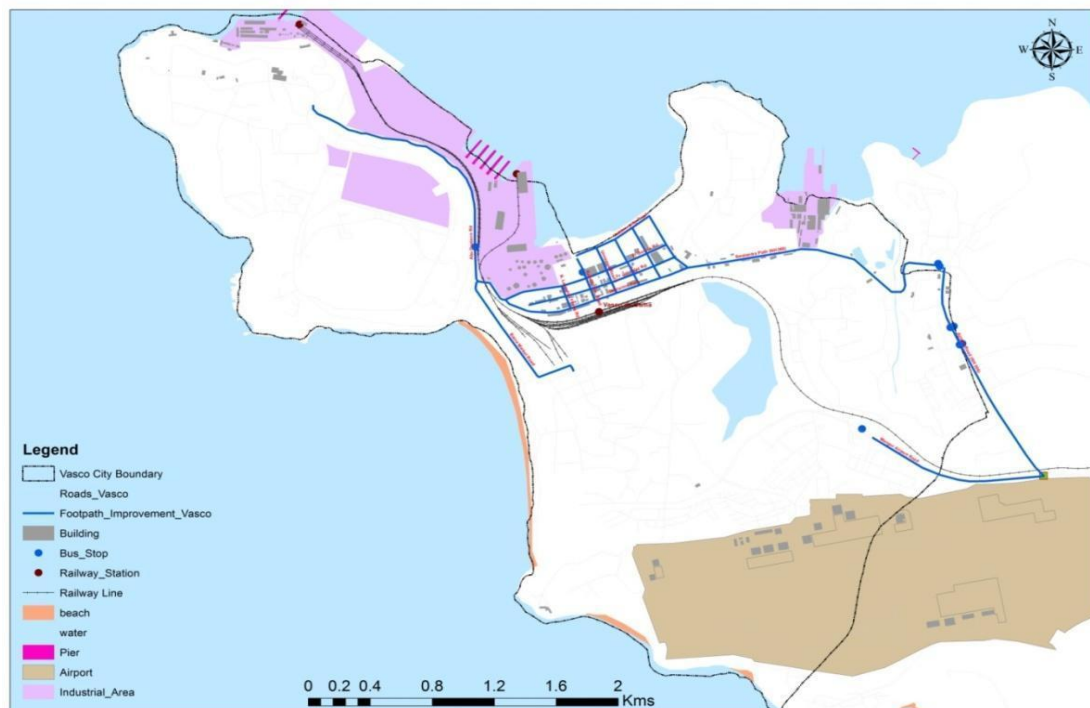 N
W E
S
Legend
Vasco City Boundary
Roads_Vasco
Footpath_Improvement_Vasco
Building
Bus_Stop
Railway_Station
Railway Line
beach
water
Pier
Airport
Industrial_Area
0 0.2 0.4 0.8 1.2 1.6 2
Kms